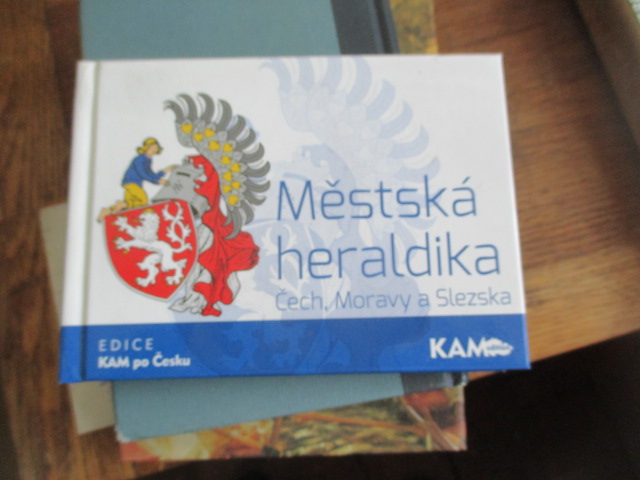 Městská
heraldika
Čech, Moravy a Slezska
EDICE
KAM po Česku
KAM